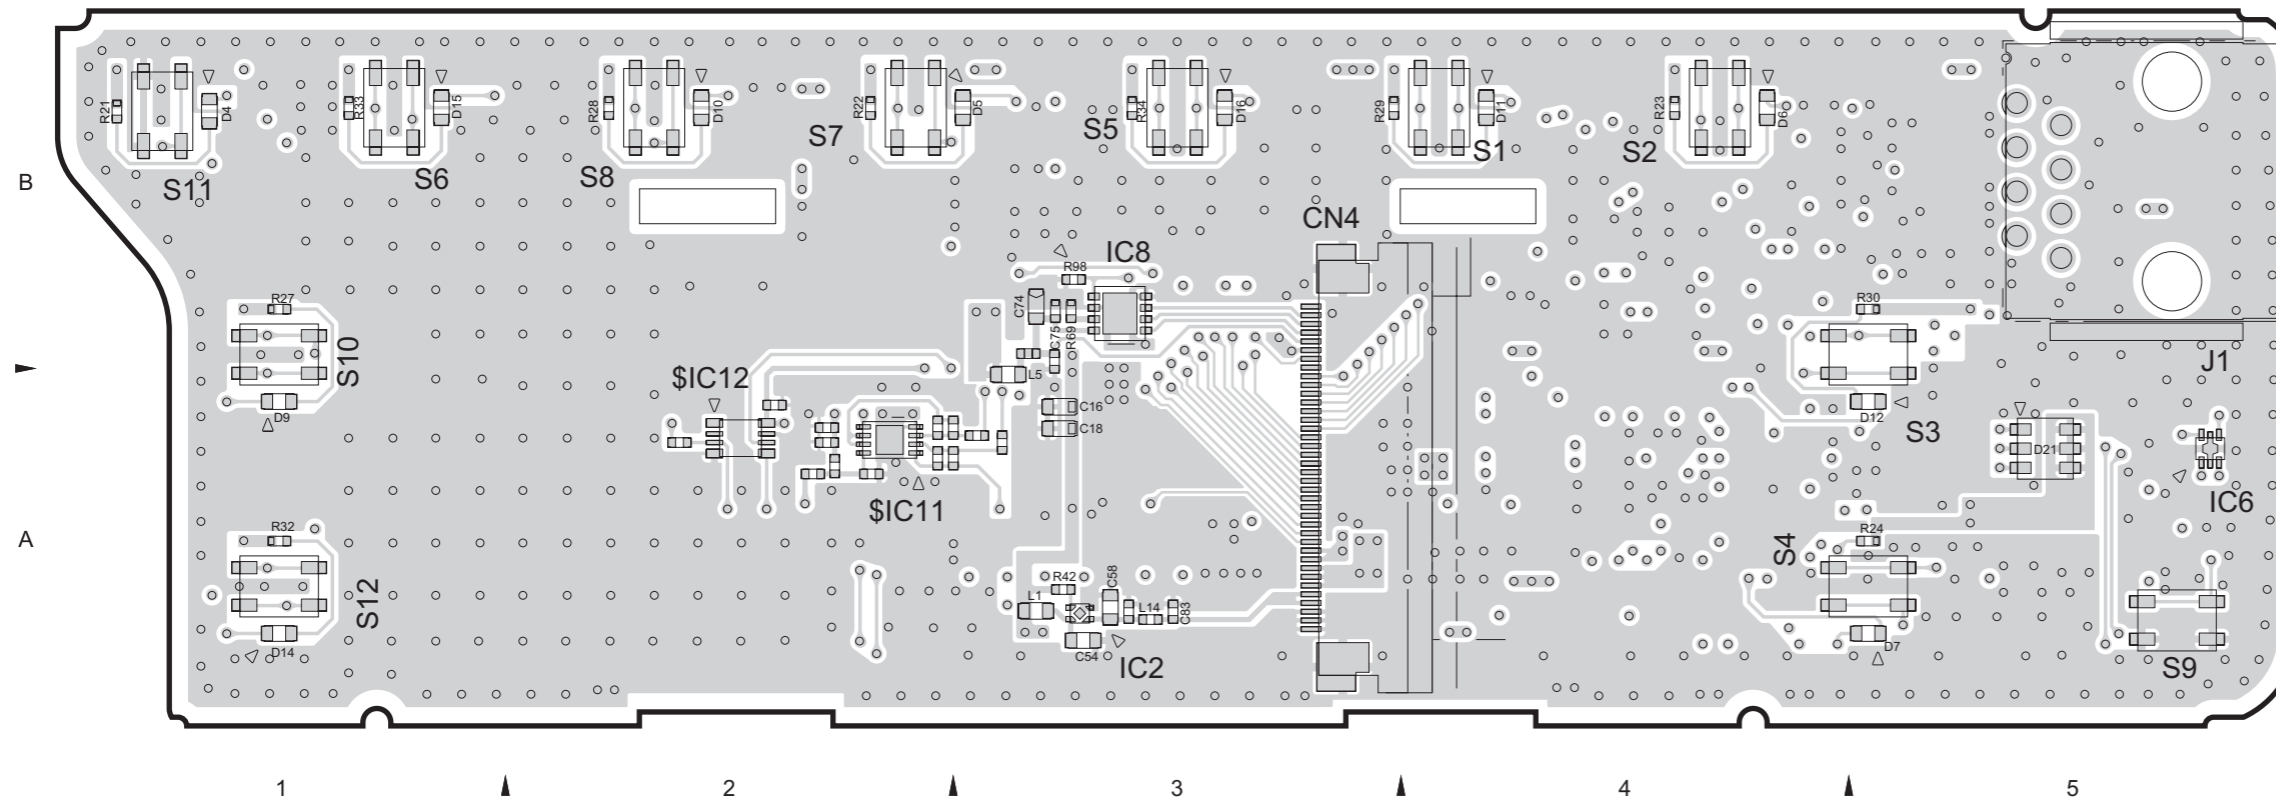 R21
D4
R33
D15
R28
D10
R22
D5
R34
D16
R29
D11
R23
D6
S11
S6
S8
S7
S5
S1
S2
B
CN4
IC8
R98
C74
C75
R69
R27
S10
D9
$IC12
L5
C16
C18
R30
D12
S3
J1
D21
IC6
$IC11
A
R32
S12
D14
R42
C58
L1
L14
C83
C54
IC2
R24
S4
D7
S9
1
2
3
4
5